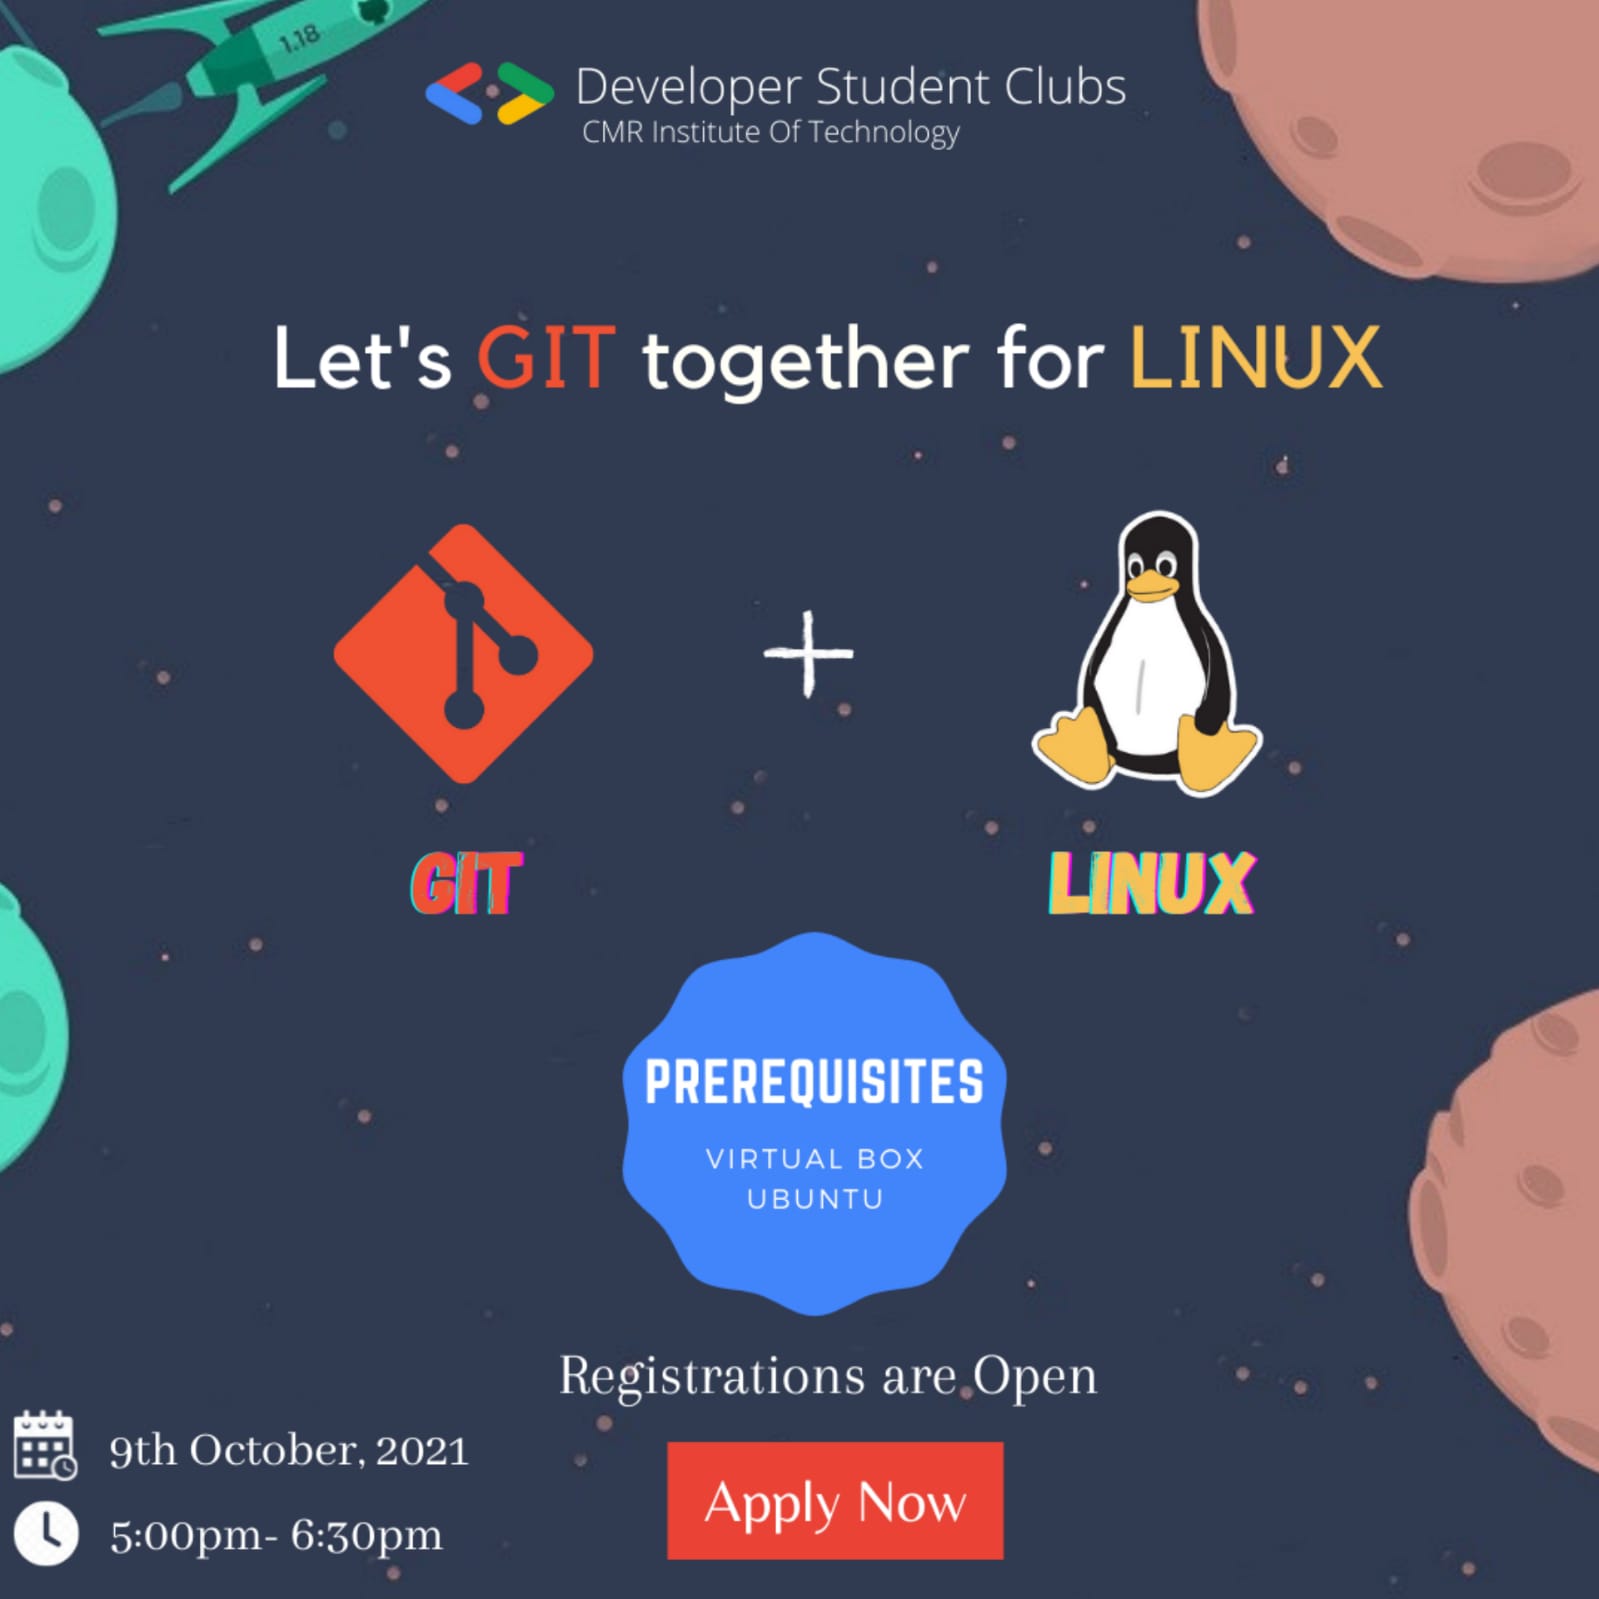 1.18
Developer Student Clubs
CMR Institute Of Technology
Let's GIT together for LINUX
GIT
LINUX
PREREQUISITES
VIRTUAL BOX
UBUNTU
Registrations are Open
9th October, 2021
Apply Now
5:00pm- 6:30pm